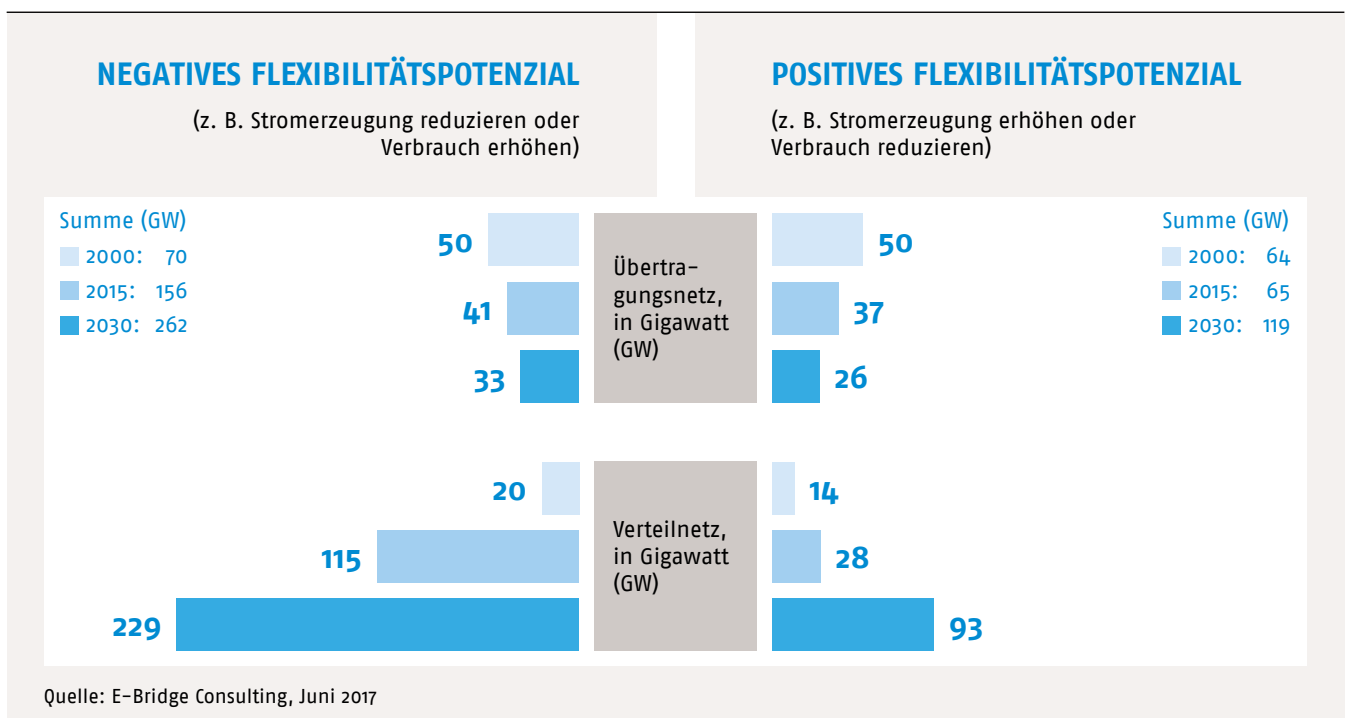 NEGATIVES FLEXIBILITÄTSPOTENZIAL
(z. B. Stromerzeugung reduzieren oder
Verbrauch erhöhen)
POSITIVES FLEXIBILITÄTSPOTENZIAL
(z. B. Stromerzeugung erhöhen oder
Verbrauch reduzieren)
Summe (GW)
2000: 70
2015: 156
2030: 262
50
41
33
Übertra-
gungsnetz,
in Gigawatt
(GW)
50
37
26
Summe (GW)
2000: 64
2015: 65
2030: 119
20
115
229
Verteilnetz,
in Gigawatt
(GW)
14
28
93
Quelle: E-Bridge Consulting, Juni 2017